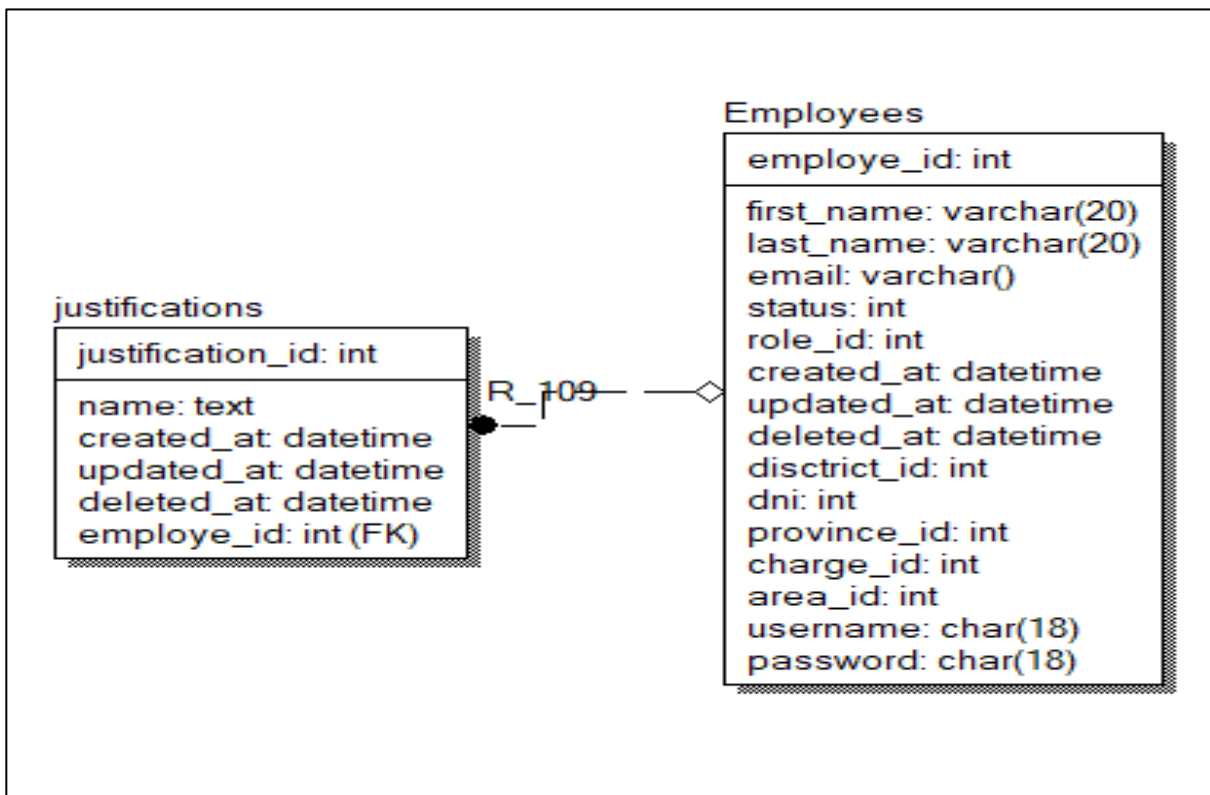 Employees
employe_id: int
first_name: varchar(20)
last_name: varchar(20)
email: varchar()
status: int
role_id: int
created_at: datetime
updated_at: datetime
deleted_at: datetime
disctrict_id: int
dni: int
province_id: int
charge_id: int
area_id: int
username: char(18)
password: char(18)
justifications
justification_id: int
name: text
created_at: datetime
updated_at: datetime
deleted_at: datetime
employe_id: int (FK)
R_109